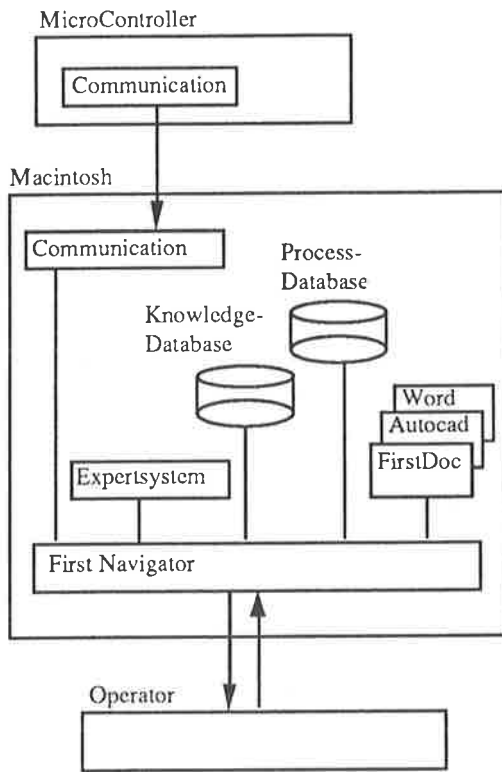 MicroController
Communication
Macintosh
Communication
Process-
Database
Knowledge-
Database
Word
Autocad
FirstDoc
Expertsystem
First Navigator
Operator